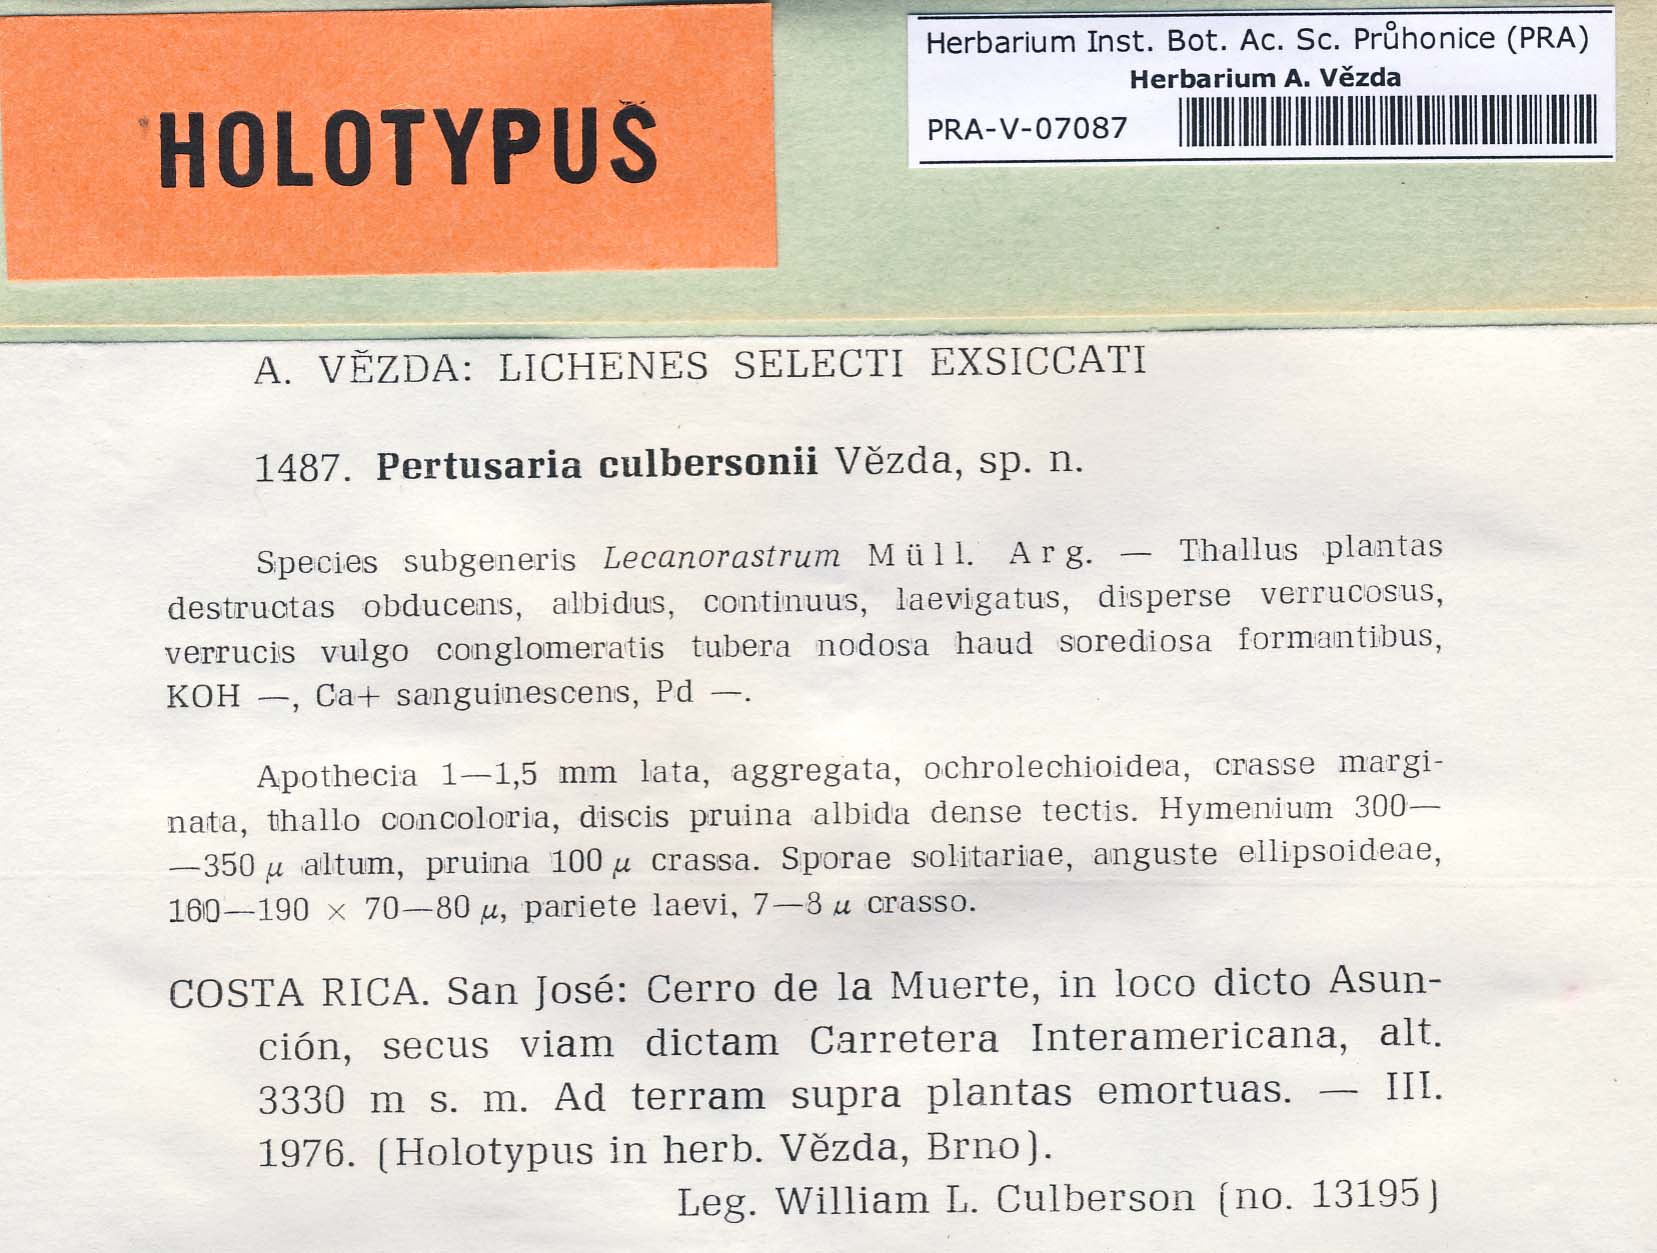 HOLOTYPUS
Herbarium Inst. Bot. Ac. Sc. Průhonice (PRA)
Herbarium A. Vězda
PRA-V-07087
A. VĚZDA: LICHENES SELECTI EXSICCATI
1487. Pertusaria culbersonii Vězda, sp. n.
Species subgeneris Lecanorastrum Müll. Arg. — Thallus plantas
destructas obducens, albidus, continuus, laevigatus, disperse verrucosus,
verrucis vulgo conglomeratis tubera nodosa haud sorediosa formantibus,
KOH —, Ca+ sanguinescens, Pd —.
Apothecia 1—1,5 mm lata, aggregata, ochrolechioidea, crasse margi-
nata, thallo concoloria, discis pruina albida dense tectis. Hymenium 300—
—350 µ altum, pruina 100 µ crassa. Sporae solitariae, anguste ellipsoideae,
160—190 × 70—80 µ, pariete laevi, 7—8 µ crasso.
COSTA RICA. San José: Cerro de la Muerte, in loco dicto Asun-
ción, secus viam dictam Carretera Interamericana, alt.
3330 m s. m. Ad terram supra plantas emortuas. — III.
1976. (Holotypus in herb. Vězda, Brno).
Leg. William L. Culberson (no. 13195)